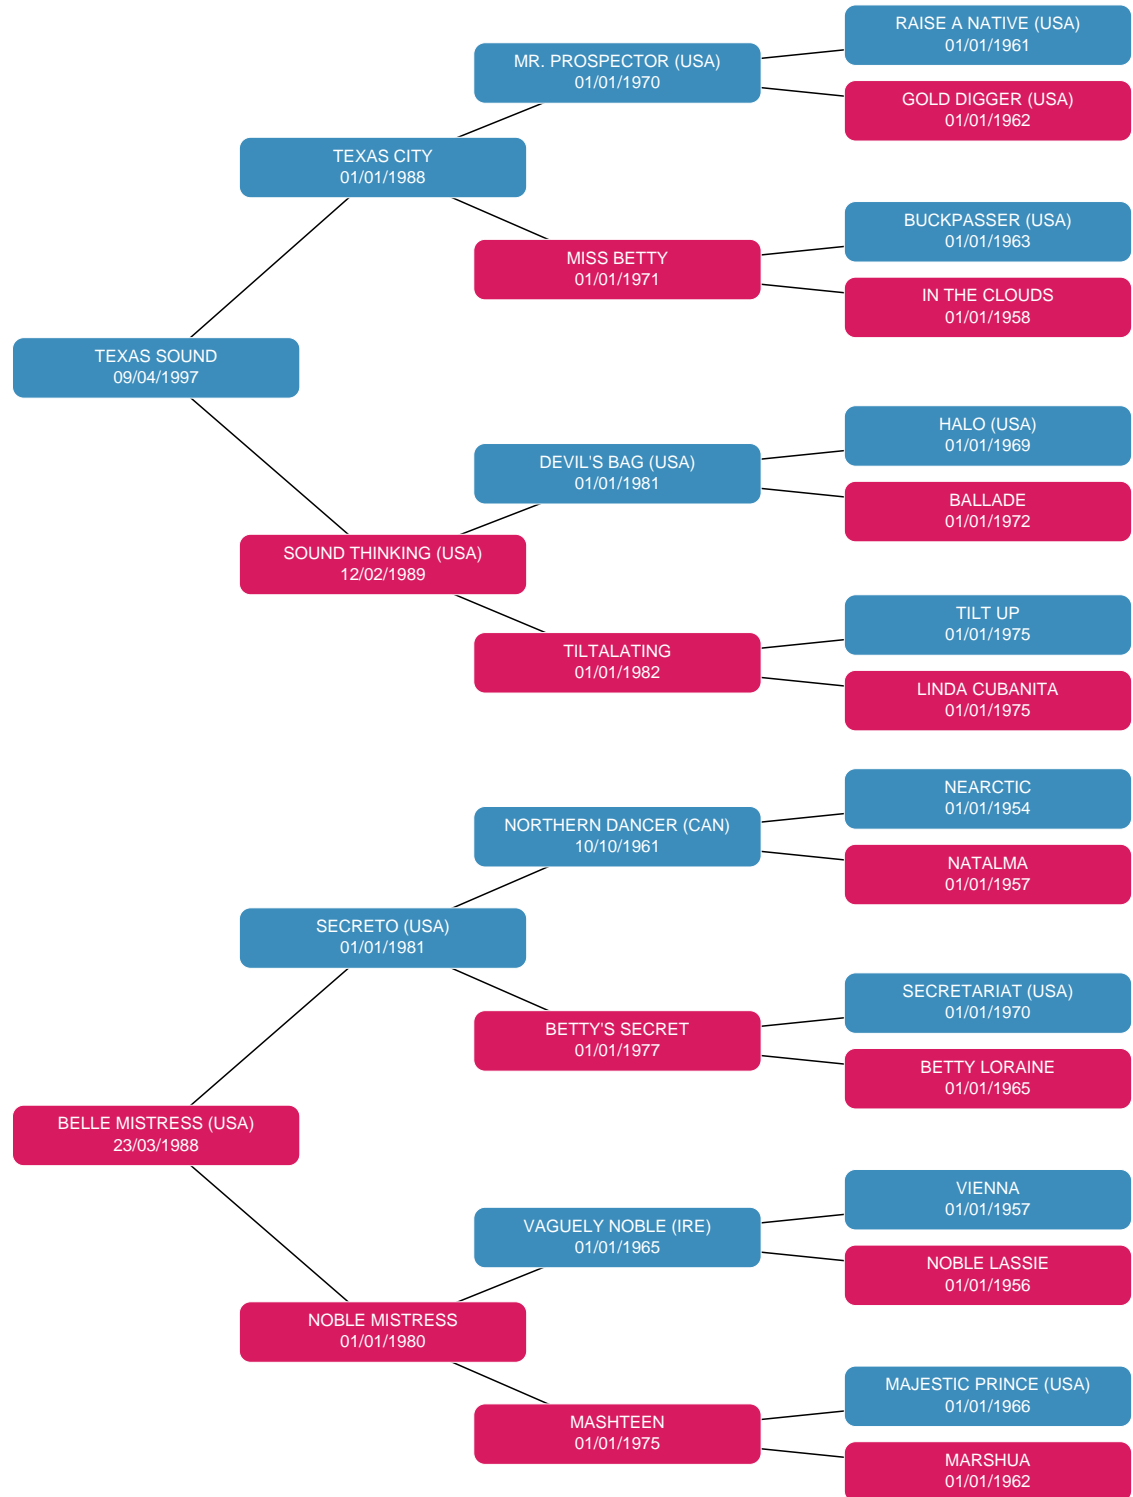 RAISE A NATIVE (USA)
01/01/1961
MR. PROSPECTOR (USA)
01/01/1970
GOLD DIGGER (USA)
01/01/1962
TEXAS CITY
01/01/1988
BUCKPASSER (USA)
01/01/1963
MISS BETTY
01/01/1971
IN THE CLOUDS
01/01/1958
TEXAS SOUND
09/04/1997
HALO (USA)
01/01/1969
DEVIL'S BAG (USA)
01/01/1981
BALLADE
01/01/1972
SOUND THINKING (USA)
12/02/1989
TILT UP
01/01/1975
TILTALATING
01/01/1982
LINDA CUBANITA
01/01/1975
NEARCTIC
01/01/1954
NORTHERN DANCER (CAN)
10/10/1961
NATALMA
01/01/1957
SECRETO (USA)
01/01/1981
SECRETARIAT (USA)
01/01/1970
BETTY'S SECRET
01/01/1977
BETTY LORAINE
01/01/1965
BELLE MISTRESS (USA)
23/03/1988
VIENNA
01/01/1957
VAGUELY NOBLE (IRE)
01/01/1965
NOBLE LASSIE
01/01/1956
NOBLE MISTRESS
01/01/1980
MAJESTIC PRINCE (USA)
01/01/1966
MASHTEEN
01/01/1975
MARSHUA
01/01/1962